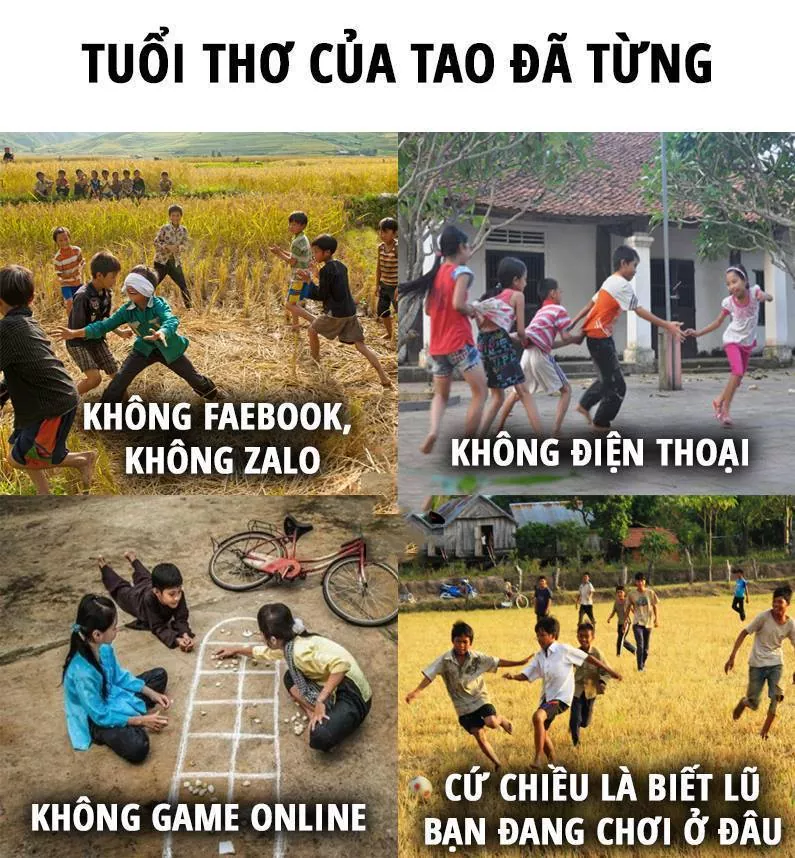 TUỔI THƠ CỦA TAO ĐÃ TỪNG
KHÔNG FAEBOOK,
KHÔNG ZALO
KHÔNG ĐIỆN THOẠI
KHÔNG GAME ONLINE
CỨ CHIỀU LÀ BIẾT LŨ
BẠN ĐANG CHƠI Ở ĐÂU